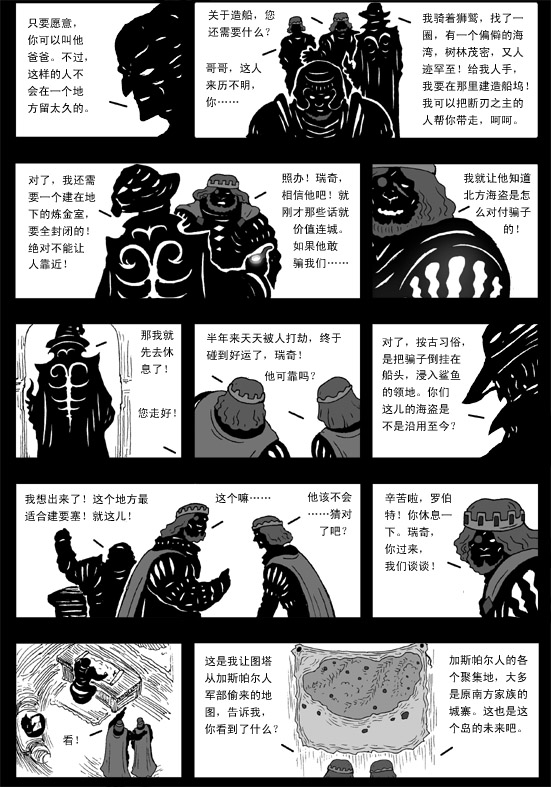 只要愿意，
你可以叫他
爸爸。不过，
这样的人不
会在一个地
方留太久的。
关于造船，您
还需要什么？
哥哥，这人
来历不明，
你……
我骑着狮鹫，找了一
圈，有一个偏僻的海
湾，树林茂密，又人
迹罕至！给我人手，
我要在那里建造船坞！
我可以把断刃之主的
人帮你带走，呵呵。
对了，我还需
要一个建在地
下的炼金室，
要全封闭的！
绝对不能让
人靠近！
照办！瑞奇，
相信他吧！就
刚才那些话就
价值连城。
如果他敢
骗我们……
我就让他知道
北方海盗是怎
么对付骗子
的！
那我就
先去休
息了！
您走好！
半年来天天被人打劫，终于
碰到好运了，瑞奇！
他可靠吗？
对了，按古习俗，
是把骗子倒挂在
船头，浸入鲨鱼
的领地。你们
这儿的海盗是
不是沿用至今？
我想出来了！这个地方最
适合建要塞！就这儿！
这个嘛……
他该不会
……猜对
了吧？
辛苦啦，罗伯
特！你休息一
下。瑞奇，
你过来，
我们谈谈！
看！
这是我让图塔
从加斯帕尔人
军部偷来的地
图，告诉我，
你看到了什么？
加斯帕尔人的各
个聚集地，大多
是原南方家族的
城寨。这也是这
个岛的未来吧。